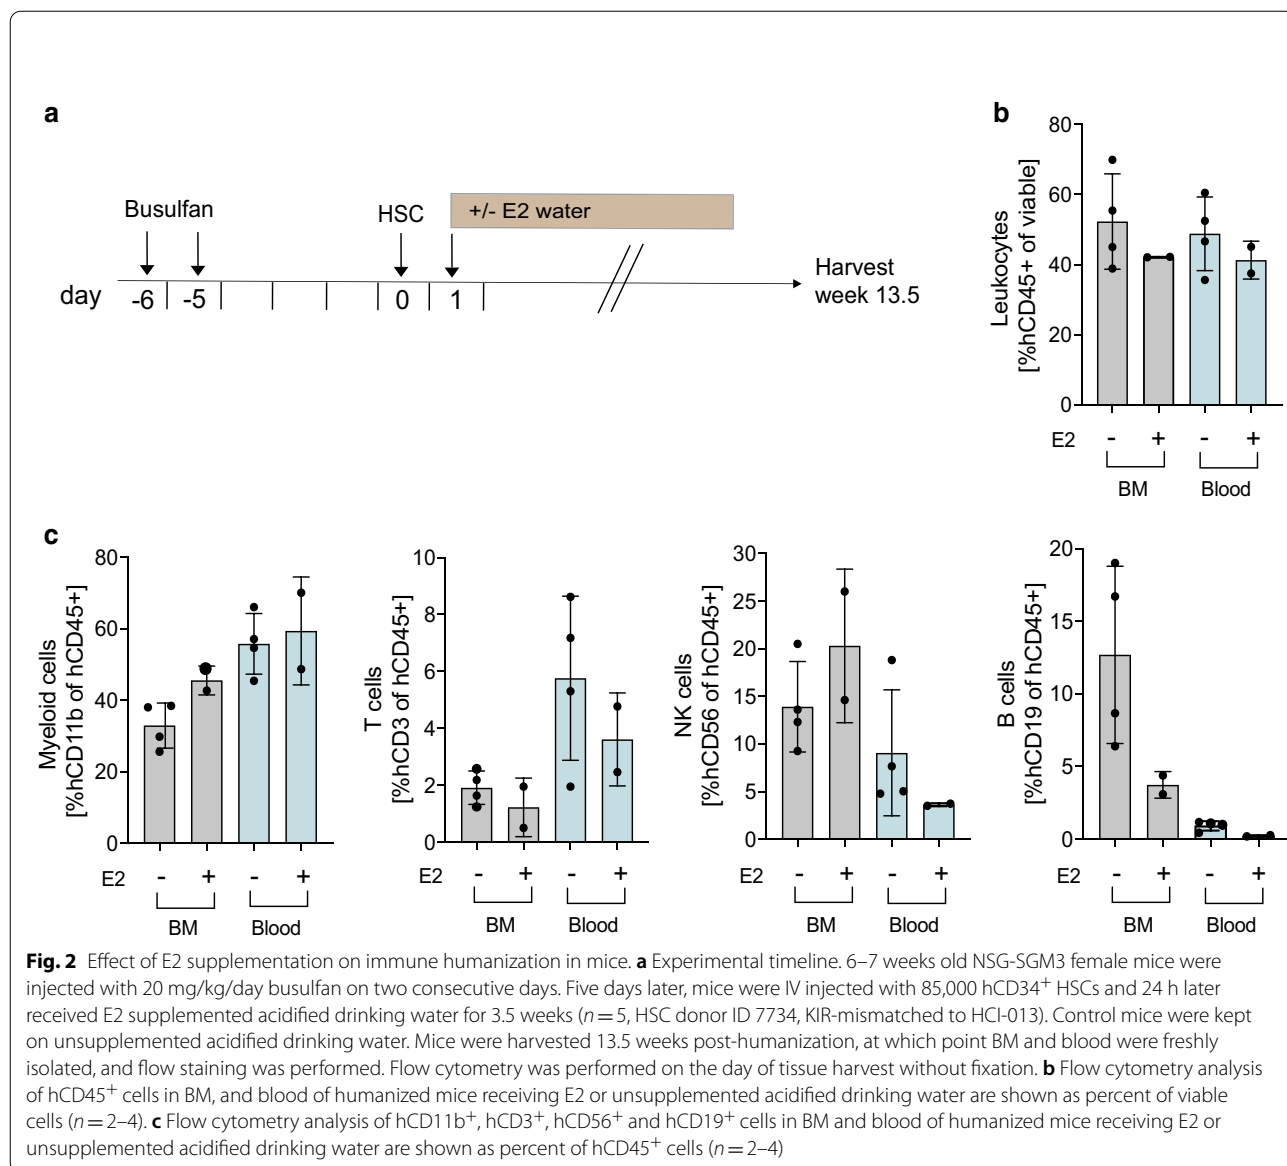 a
Busulfan
HSC
+/- E2 water
day
-6
-5
0
1
Harvest
week 13.5
b
Leukocytes
[%hCD45+ of viable]
80
60
40
20
0
E2 - + - +
BM Blood
c
Myeloid cells
[%hCD11b of hCD45+]
80
60
40
20
0
E2 - + - +
BM Blood
T cells
[%hCD3 of hCD45+]
10
8
6
4
2
0
E2 - + - +
BM Blood
NK cells
[%hCD56 of hCD45+]
30
25
20
15
10
5
0
E2 - + - +
BM Blood
B cells
[%hCD19 of hCD45+]
20
15
10
5
0
E2 - + - +
BM Blood
Fig. 2 Effect of E2 supplementation on immune humanization in mice. a Experimental timeline. 6–7 weeks old NSG-SGM3 female mice were
injected with 20 mg/kg/day busulfan on two consecutive days. Five days later, mice were IV injected with 85,000 hCD34⁺ HSCs and 24 h later
received E2 supplemented acidified drinking water for 3.5 weeks (n = 5, HSC donor ID 7734, KIR-mismatched to HCI-013). Control mice were kept
on unsupplemented acidified drinking water. Mice were harvested 13.5 weeks post-humanization, at which point BM and blood were freshly
isolated, and flow staining was performed. Flow cytometry was performed on the day of tissue harvest without fixation. b Flow cytometry analysis
of hCD45⁺ cells in BM, and blood of humanized mice receiving E2 or unsupplemented acidified drinking water are shown as percent of viable
cells (n = 2–4). c Flow cytometry analysis of hCD11b⁺, hCD3⁺, hCD56⁺ and hCD19⁺ cells in BM and blood of humanized mice receiving E2 or
unsupplemented acidified drinking water are shown as percent of hCD45⁺ cells (n = 2–4)